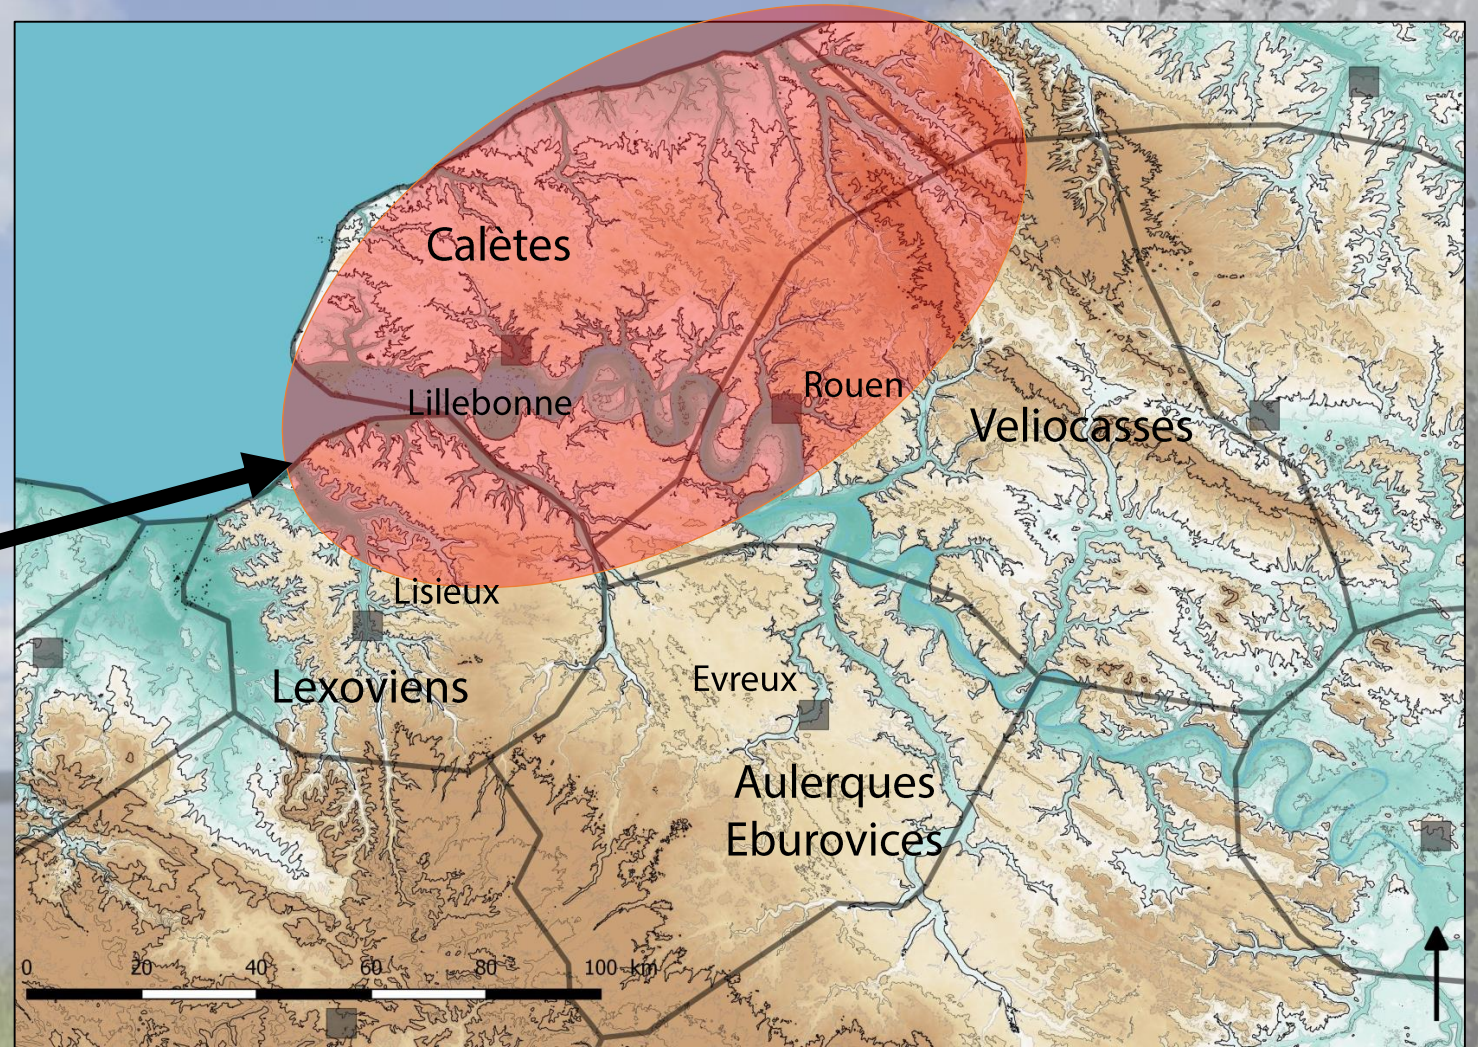 Calètes
Rouen
Lillebonne
Veliocasses
Lisieux
Lexoviens
Evreux
Aulerques
Eburovices
0 20 40 60 80 100 km